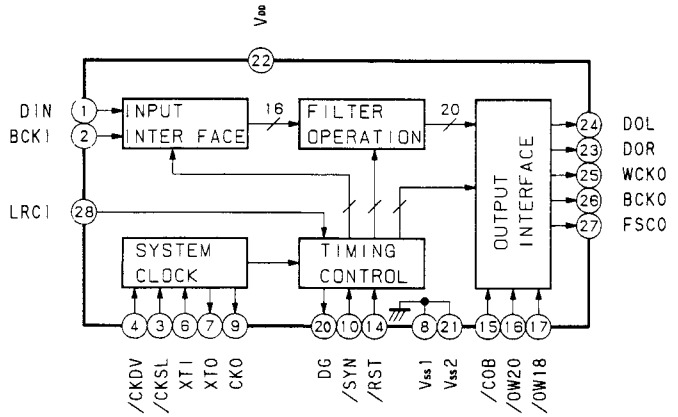 VDD
22
DIN 1
BCKI 2
INPUT
INTER FACE
16
FILTER
OPERATION
20
OUTPUT INTERFACE
24 DOL
23 DOR
25 WCKO
26 BCKO
27 FSCO
LRCI 28
SYSTEM
CLOCK
TIMING
CONTROL
4 3 6 7 9 20 10 14 8 21 15 16 17
/CKDV /CKSL XTI XTO CKO DG /SYN /RST Vss1 Vss2 /COB /OW20 /OW18